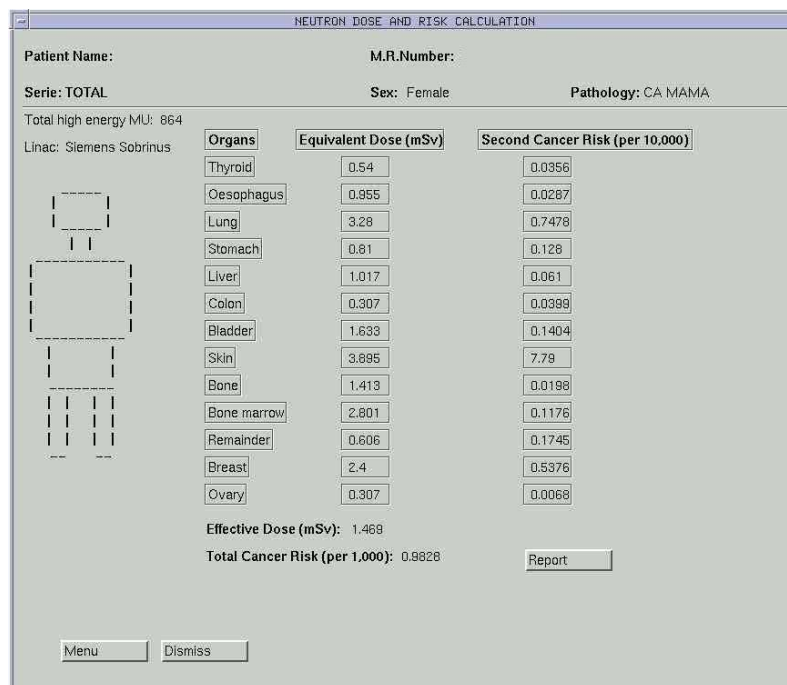 NEUTRON DOSE AND RISK CALCULATION
Patient Name: M.R.Number:
Serie: TOTAL Sex: Female Pathology: CA MAMA
Total high energy MU: 864
Linac: Siemens Sobrinus
Organs Equivalent Dose (mSv) Second Cancer Risk (per 10,000)
Thyroid 0.54 0.0356
Oesophagus 0.955 0.0287
Lung 3.28 0.7478
Stomach 0.81 0.128
Liver 1.017 0.061
Colon 0.307 0.0399
Bladder 1.633 0.1404
Skin 3.895 7.79
Bone 1.413 0.0198
Bone marrow 2.801 0.1176
Remainder 0.606 0.1745
Breast 2.4 0.5376
Ovary 0.307 0.0068
Effective Dose (mSv): 1.469
Total Cancer Risk (per 1,000): 0.9826
Report
Menu Dismiss